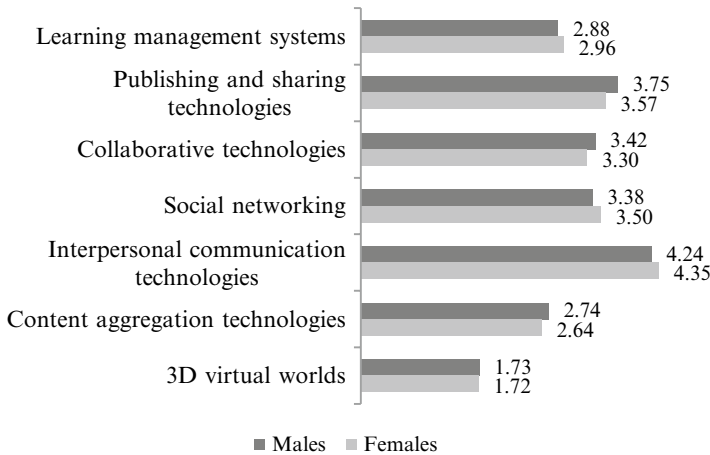 Learning management systems
2.88
2.96
Publishing and sharing
technologies
3.75
3.57
Collaborative technologies
3.42
3.30
Social networking
3.38
3.50
Interpersonal communication
technologies
4.24
4.35
Content aggregation technologies
2.74
2.64
3D virtual worlds
1.73
1.72
Males Females